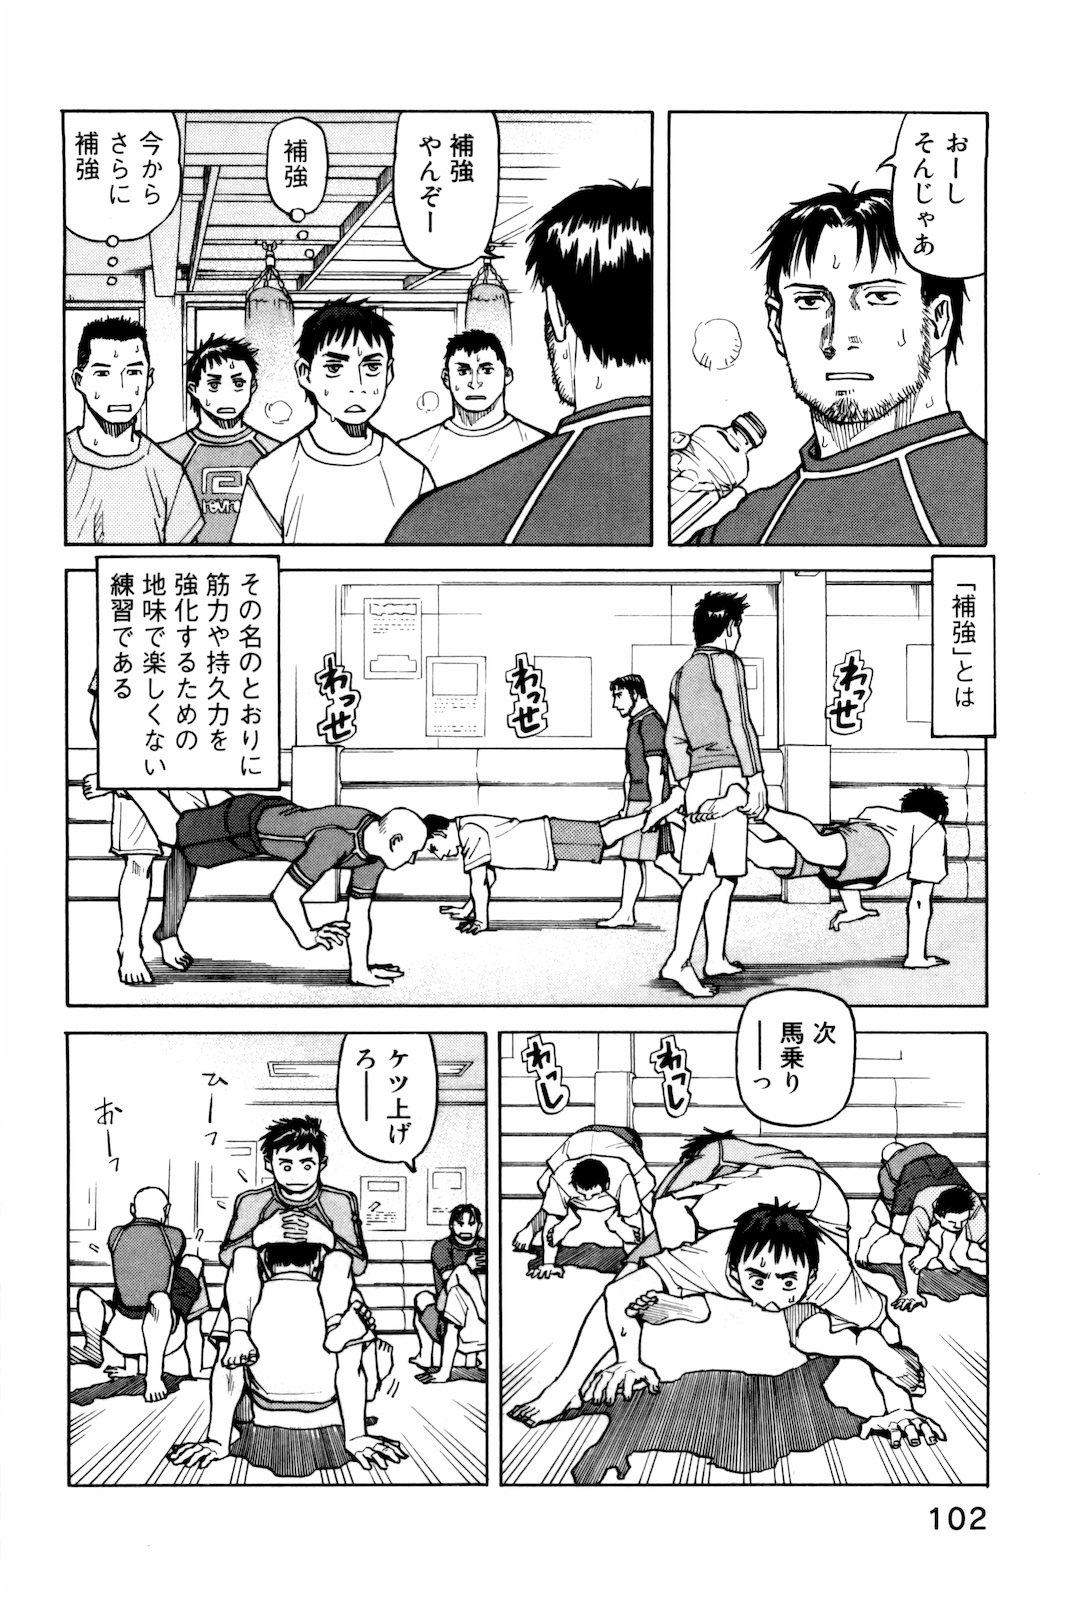 おーし
そんじゃあ
補強
やんぞー
補強
今から
さらに
補強
「補強」とは
わっせ
わっせ
わっせ
その名のとおりに
筋力や持久力を
強化するための
地味で楽しくない
練習である
次
馬乗り
──っ
わっし
わっし
ケツ上げ
ろ──
ひーっ
おーっ
102